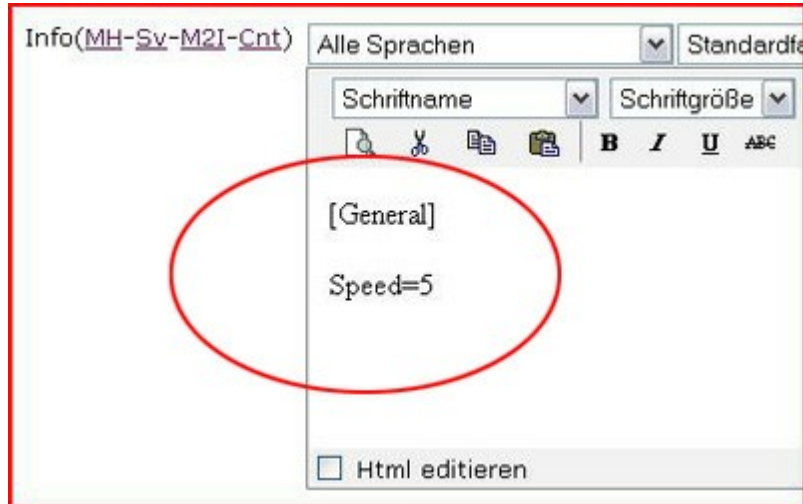 Info(MH-Sv-M2I-Cnt) Alle Sprachen Standardfa
Schriftname Schriftgröße
B I U ABC
[General]
Speed=5
Html editieren